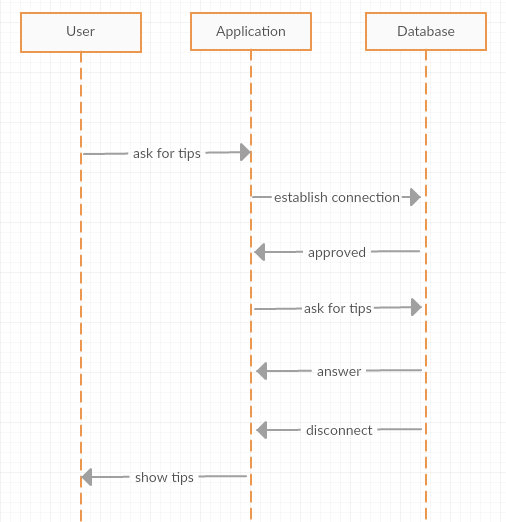 User
Application
Database
ask for tips
establish connection
approved
ask for tips
answer
disconnect
show tips